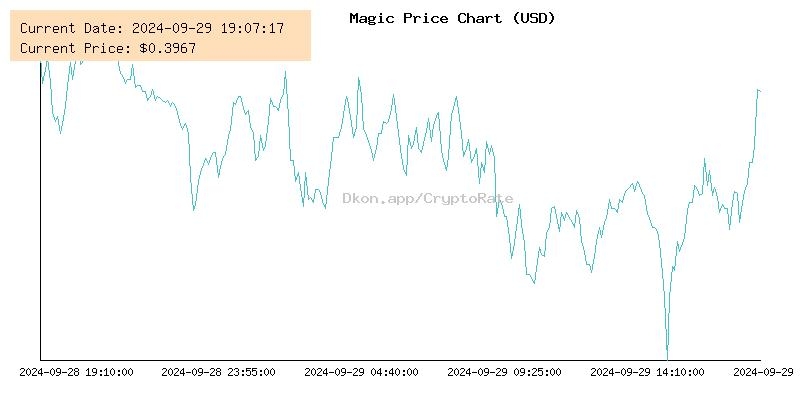 Magic Price Chart (USD)
Current Date: 2024-09-29 19:07:17
Current Price: $0.3967
Dkon.app/CryptoRate
2024-09-28 19:10:00 2024-09-28 23:55:00 2024-09-29 04:40:00 2024-09-29 09:25:00 2024-09-29 14:10:00 2024-09-29